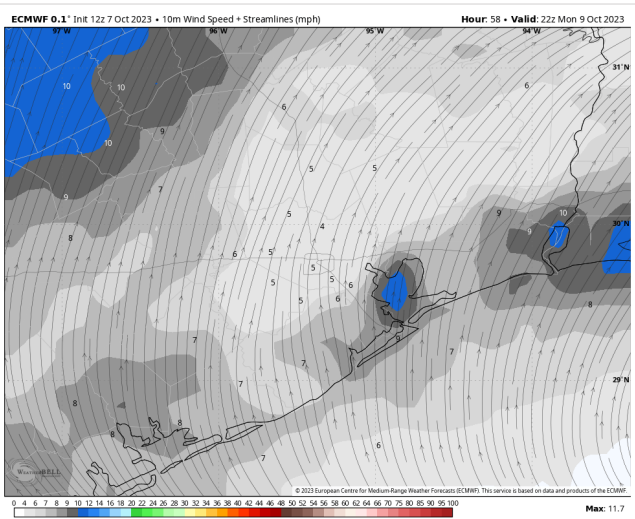 ECMWF 0.1° Init 12z 7 Oct 2023 • 10m Wind Speed + Streamlines (mph)
Hour: 58 • Valid: 22z Mon 9 Oct 2023
97°W 96°W 95°W 94°W
31°N
10 10 6
6
9 10
5 5
9 7
5 9 10
4 9 30°N
8
6 5
5
5 5 6
5 6 8
7 9 7
7
7 29°N
8
8 8
6
7
WeatherBELL
© 2023 European Centre for Medium-Range Weather Forecasts (ECMWF). This service is based on data and products of the ECMWF.
0 4 6 7 8 9 10 12 14 16 18 20 22 24 26 28 30 32 34 36 38 40 42 44 46 48 50 52 54 56 58 60 62 64 66 68 70 75 80 85 90 95 100
Max: 11.7